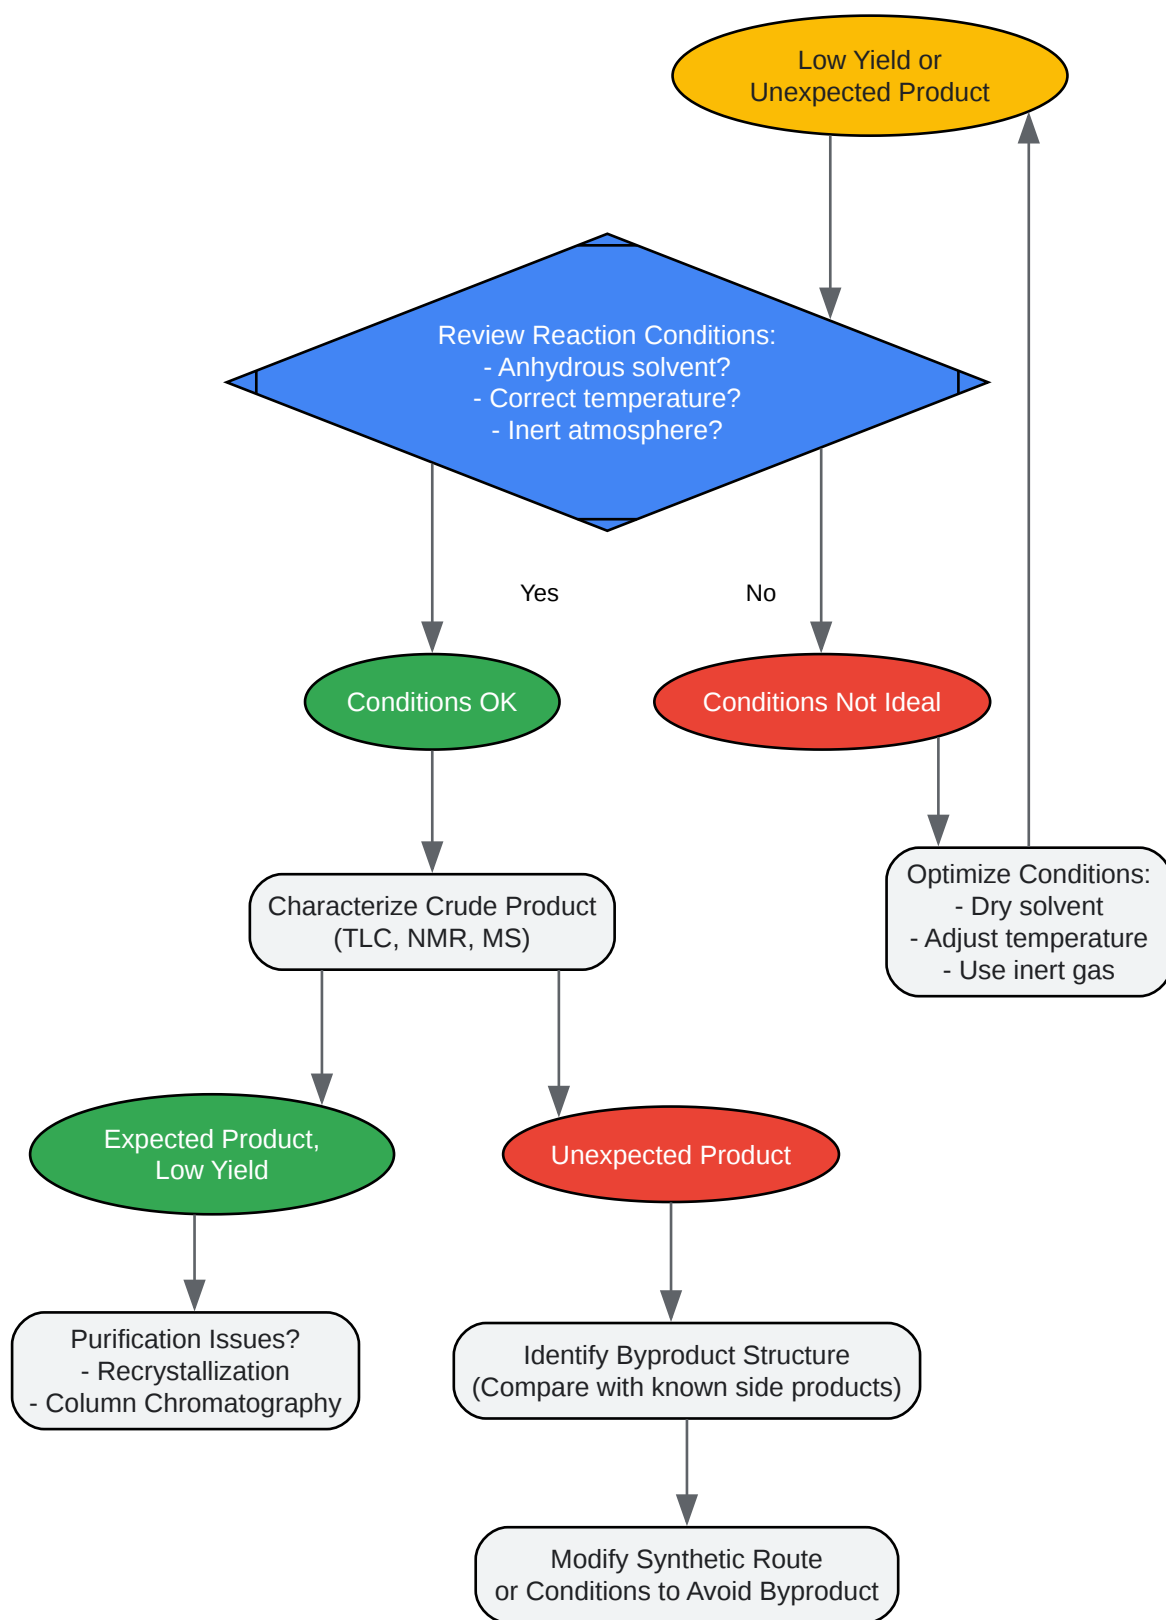 Low Yield or
Unexpected Product
Review Reaction Conditions:
- Anhydrous solvent?
- Correct temperature?
- Inert atmosphere?
Yes
No
Conditions OK
Conditions Not Ideal
Optimize Conditions:
- Dry solvent
- Adjust temperature
- Use inert gas
Characterize Crude Product
(TLC, NMR, MS)
Expected Product,
Low Yield
Unexpected Product
Purification Issues?
- Recrystallization
- Column Chromatography
Identify Byproduct Structure
(Compare with known side products)
Modify Synthetic Route
or Conditions to Avoid Byproduct